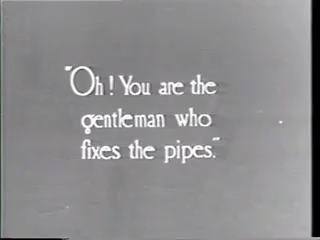 "Oh! You are the
gentleman who
fixes the pipes."